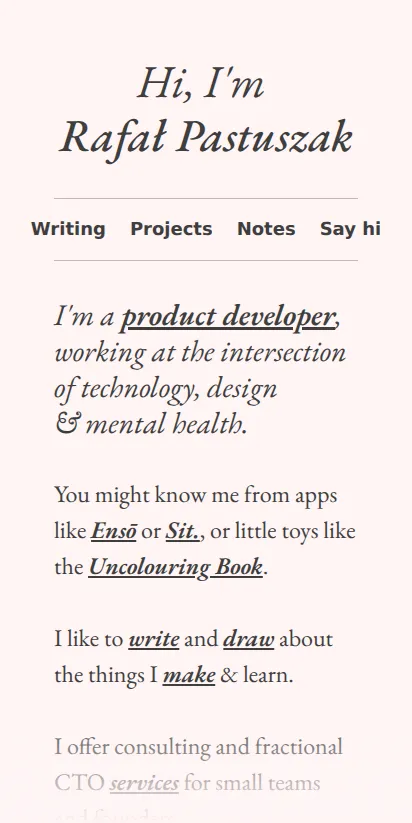 Hi, I'm
Rafał Pastuszak
Writing Projects Notes Say hi
I'm a product developer,
working at the intersection
of technology, design
& mental health.
You might know me from apps
like Ensō or Sit., or little toys like
the Uncolouring Book.
I like to write and draw about
the things I make & learn.
I offer consulting and fractional
CTO services for small teams